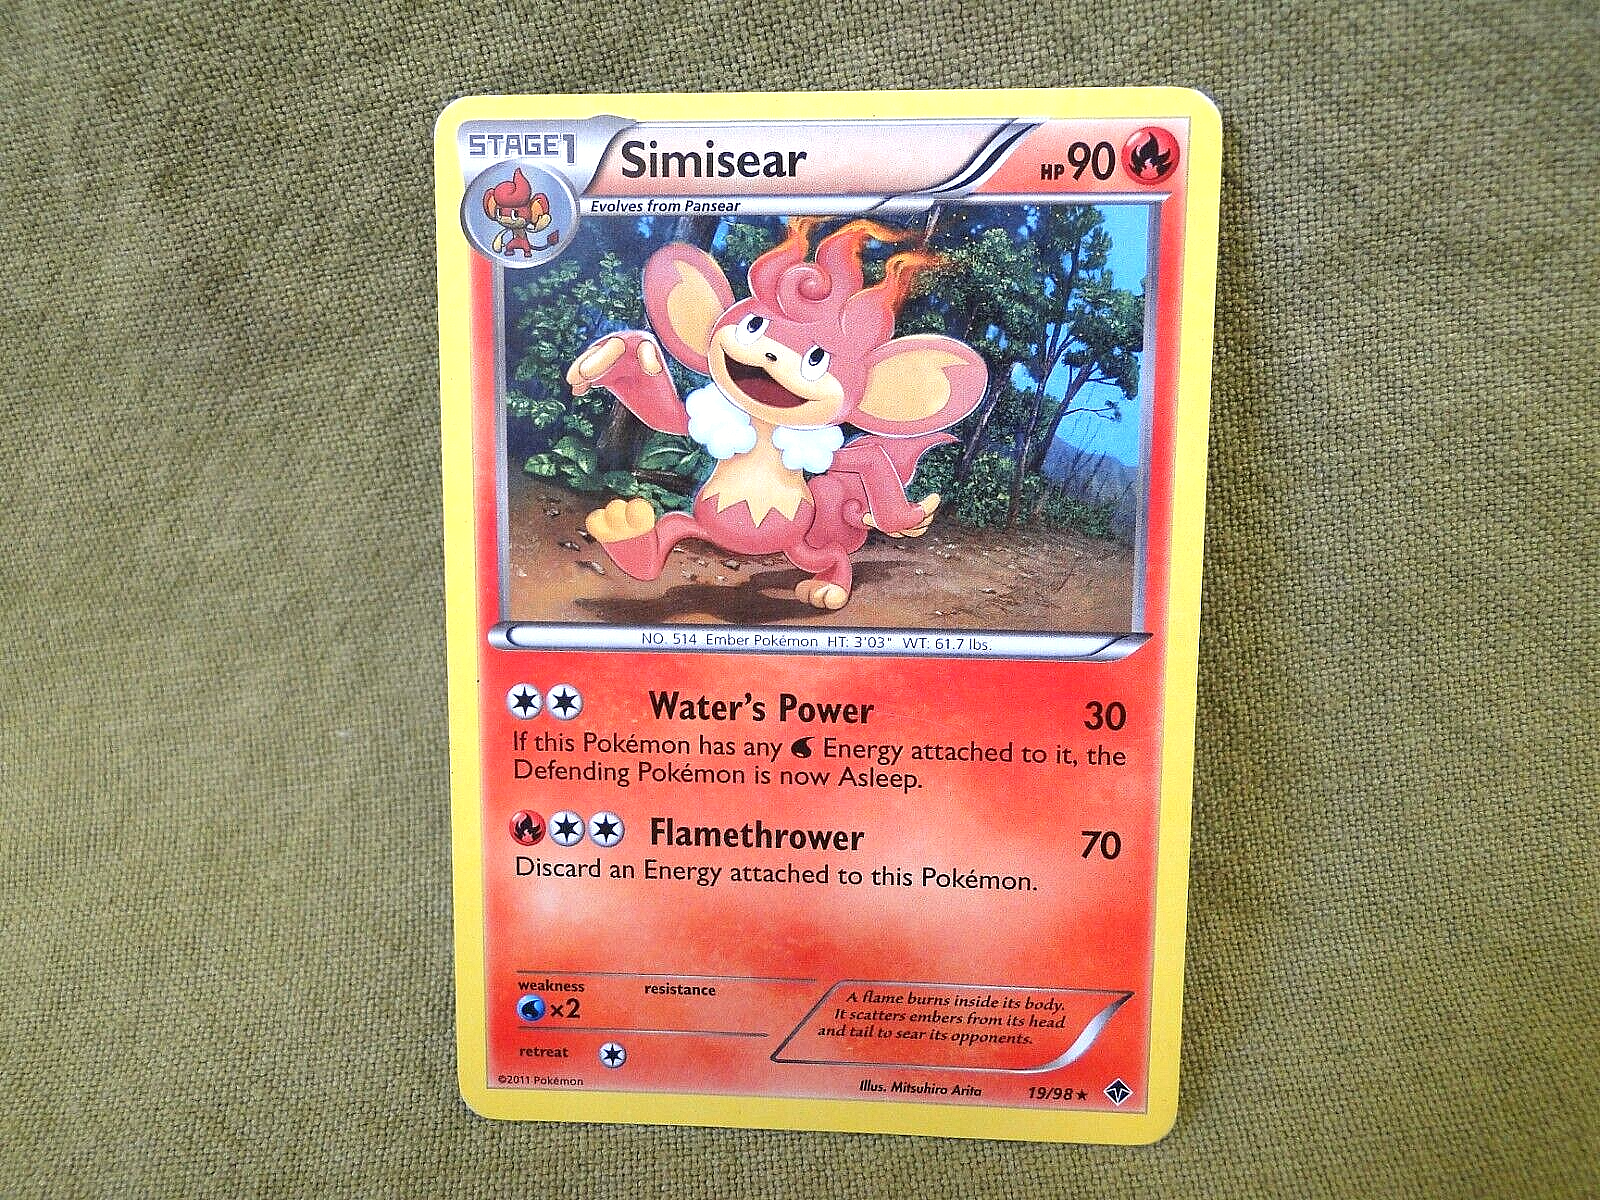 STAGE1
Simisear
HP 90
Evolves from Pansear
NO. 514 Ember Pokémon HT: 3'03" WT: 61.7 lbs.
Water's Power 30
If this Pokémon has any Energy attached to it, the
Defending Pokémon is now Asleep.
Flamethrower 70
Discard an Energy attached to this Pokémon.
weakness
×2
resistance
retreat
A flame burns inside its body.
It scatters embers from its head
and tail to sear its opponents.
©2011 Pokémon
Illus. Mitsuhiro Arita
19/98 ★